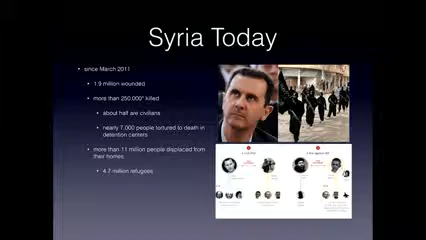 Syria Today
• since March 2011
• 1.9 million wounded
• more than 250.000* killed
• about half are civilians
• nearly 7.000 people tortured to death in
detention centers
• more than 11 million people displaced from
their homes
• 4.7 million refugees